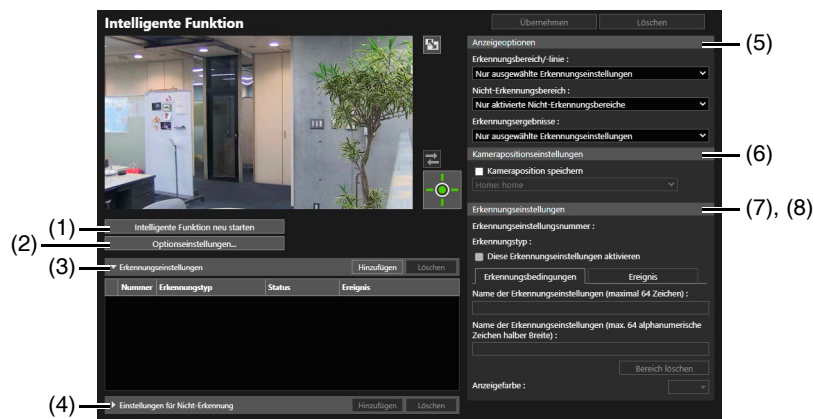 Intelligente Funktion
Übernehmen
Löschen
Anzeigeoptionen
(5)
Erkennungsbereich/-linie :
Nur ausgewählte Erkennungseinstellungen
Nicht-Erkennungsbereich :
Nur aktivierte Nicht-Erkennungsbereiche
Erkennungsergebnisse :
Nur ausgewählte Erkennungseinstellungen
Kamerapositionseinstellungen
(6)
Kameraposition speichern
Home: home
(1)
Intelligente Funktion neu starten
(2)
Optionseinstellungen...
(3)
Erkennungseinstellungen
Hinzufügen
Löschen
Nummer Erkennungstyp Status Ereignis
(4)
Einstellungen für Nicht-Erkennung
Hinzufügen
Löschen
Erkennungseinstellungen
(7), (8)
Erkennungseinstellungsnummer :
Erkennungstyp :
Diese Erkennungseinstellungen aktivieren
Erkennungsbedingungen
Ereignis
Name der Erkennungseinstellungen (maximal 64 Zeichen) :
Name der Erkennungseinstellungen (max. 64 alphanumerische
Zeichen halber Breite) :
Bereich löschen
Anzeigefarbe :